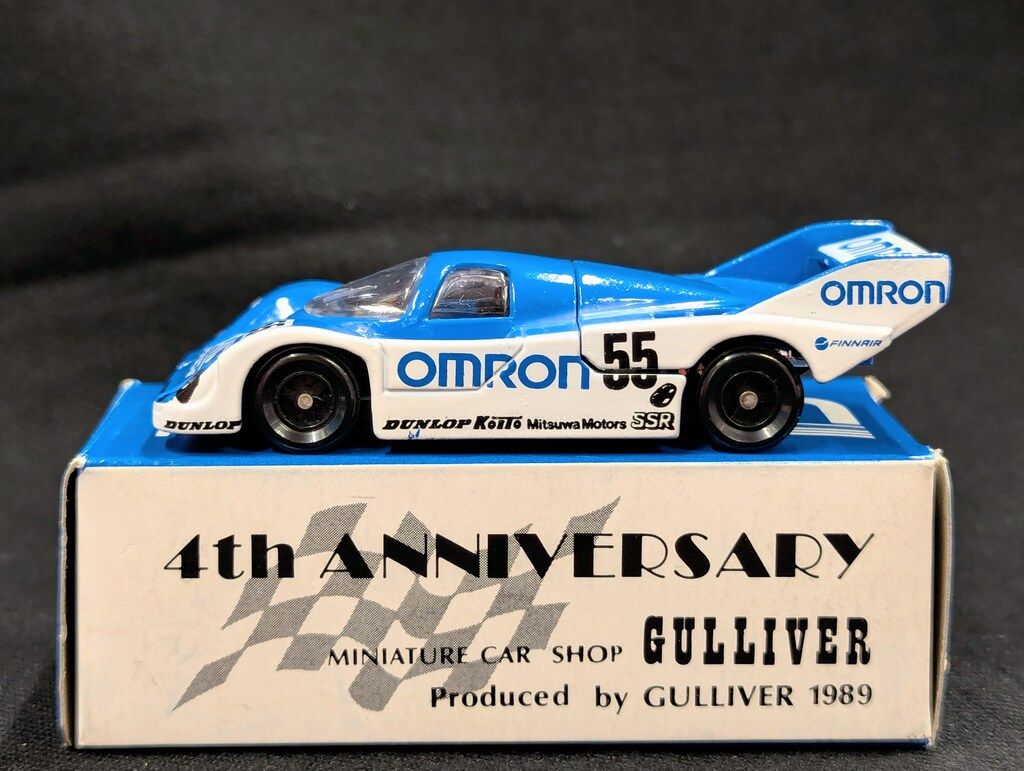 OMRON
FINNAIR
OMRON 55
DUNLOP
DUNLOP KOITO Mitsuwa Motors SSR
4th ANNIVERSARY
MINIATURE CAR SHOP GULLIVER
Produced by GULLIVER 1989